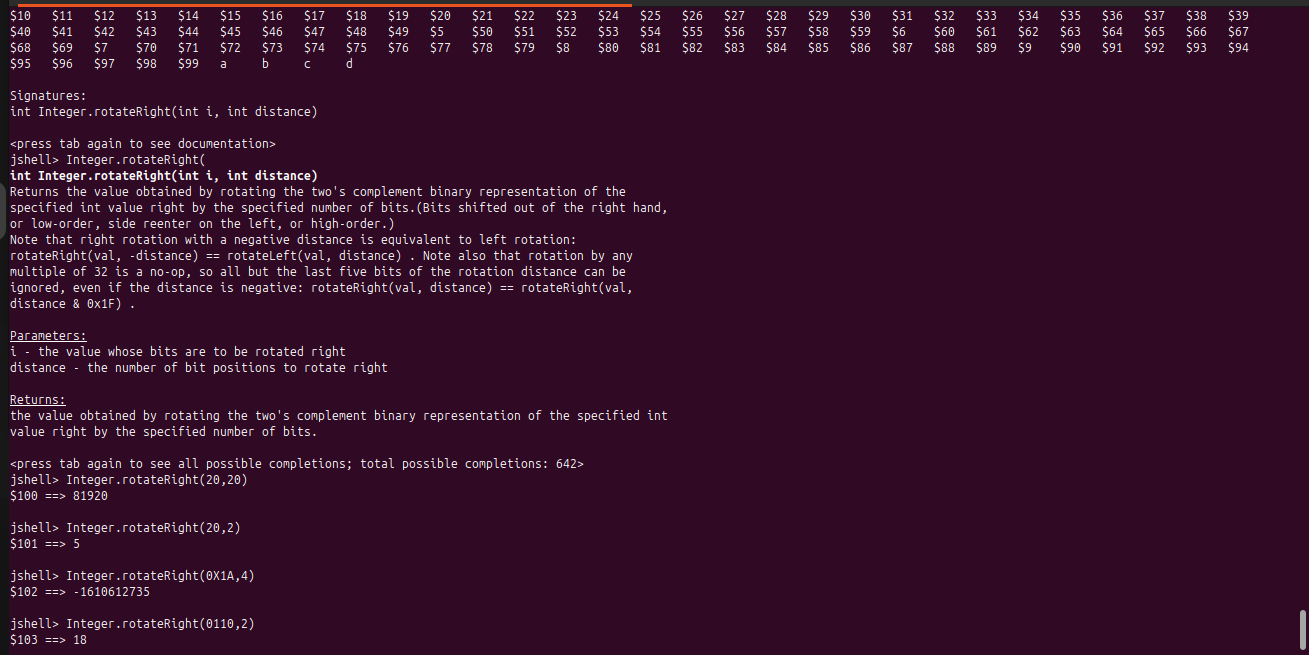 $10 $11 $12 $13 $14 $15 $16 $17 $18 $19 $20 $21 $22 $23 $24 $25 $26 $27 $28 $29 $30 $31 $32 $33 $34 $35 $36 $37 $38 $39
$40 $41 $42 $43 $44 $45 $46 $47 $48 $49 $5 $50 $51 $52 $53 $54 $55 $56 $57 $58 $59 $6 $60 $61 $62 $63 $64 $65 $66 $67
$68 $69 $7 $70 $71 $72 $73 $74 $75 $76 $77 $78 $79 $8 $80 $81 $82 $83 $84 $85 $86 $87 $88 $89 $9 $90 $91 $92 $93 $94
$95 $96 $97 $98 $99 a b c d
Signatures:
int Integer.rotateRight(int i, int distance)
<press tab again to see documentation>
jshell> Integer.rotateRight(
int Integer.rotateRight(int i, int distance)
Returns the value obtained by rotating the two's complement binary representation of the
specified int value right by the specified number of bits.(Bits shifted out of the right hand,
or low-order, side reenter on the left, or high-order.)
Note that right rotation with a negative distance is equivalent to left rotation:
rotateRight(val, -distance) == rotateLeft(val, distance) . Note also that rotation by any
multiple of 32 is a no-op, so all but the last five bits of the rotation distance can be
ignored, even if the distance is negative: rotateRight(val, distance) == rotateRight(val,
distance & 0x1F) .
Parameters:
i - the value whose bits are to be rotated right
distance - the number of bit positions to rotate right
Returns:
the value obtained by rotating the two's complement binary representation of the specified int
value right by the specified number of bits.
<press tab again to see all possible completions; total possible completions: 642>
jshell> Integer.rotateRight(20,20)
$100 ==> 81920
jshell> Integer.rotateRight(20,2)
$101 ==> 5
jshell> Integer.rotateRight(0X1A,4)
$102 ==> -1610612735
jshell> Integer.rotateRight(0110,2)
$103 ==> 18